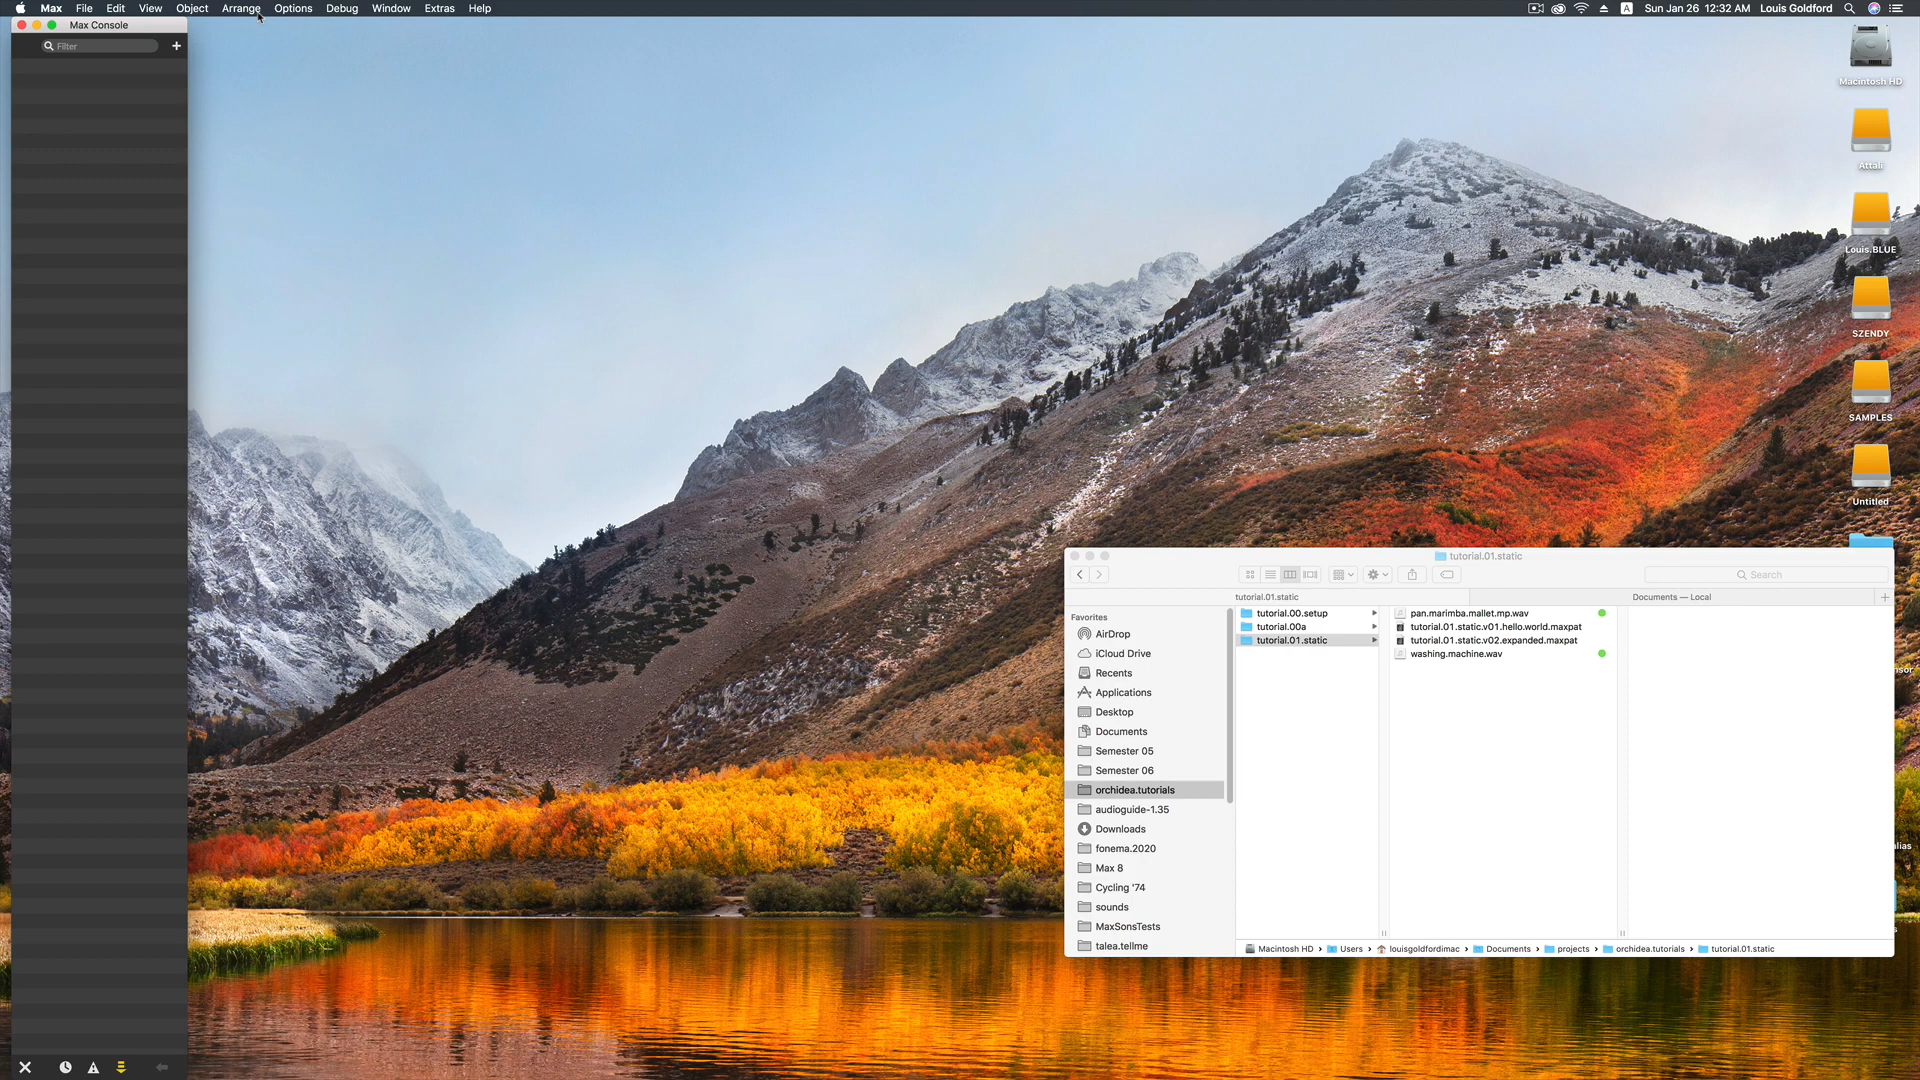 Max File Edit View Object Arrange Options Debug Window Extras Help
A Sun Jan 26 12:32 AM Louis Goldford
Max Console
Filter
Macintosh HD
Attali
Louis.BLUE
SZENDY
SAMPLES
Untitled
tutorial.01.static
Search
tutorial.01.static
Documents — Local
Favorites
AirDrop
iCloud Drive
Recents
Applications
Desktop
Documents
Semester 05
Semester 06
orchidea.tutorials
audioguide-1.35
Downloads
fonema.2020
Max 8
Cycling '74
sounds
MaxSonsTests
talea.tellme
tutorial.00.setup
tutorial.00a
tutorial.01.static
pan.marimba.mallet.mp.wav
tutorial.01.static.v01.hello.world.maxpat
tutorial.01.static.v02.expanded.maxpat
washing.machine.wav
Macintosh HD › Users › louisgoldfordimac › Documents › projects › orchidea.tutorials › tutorial.01.static